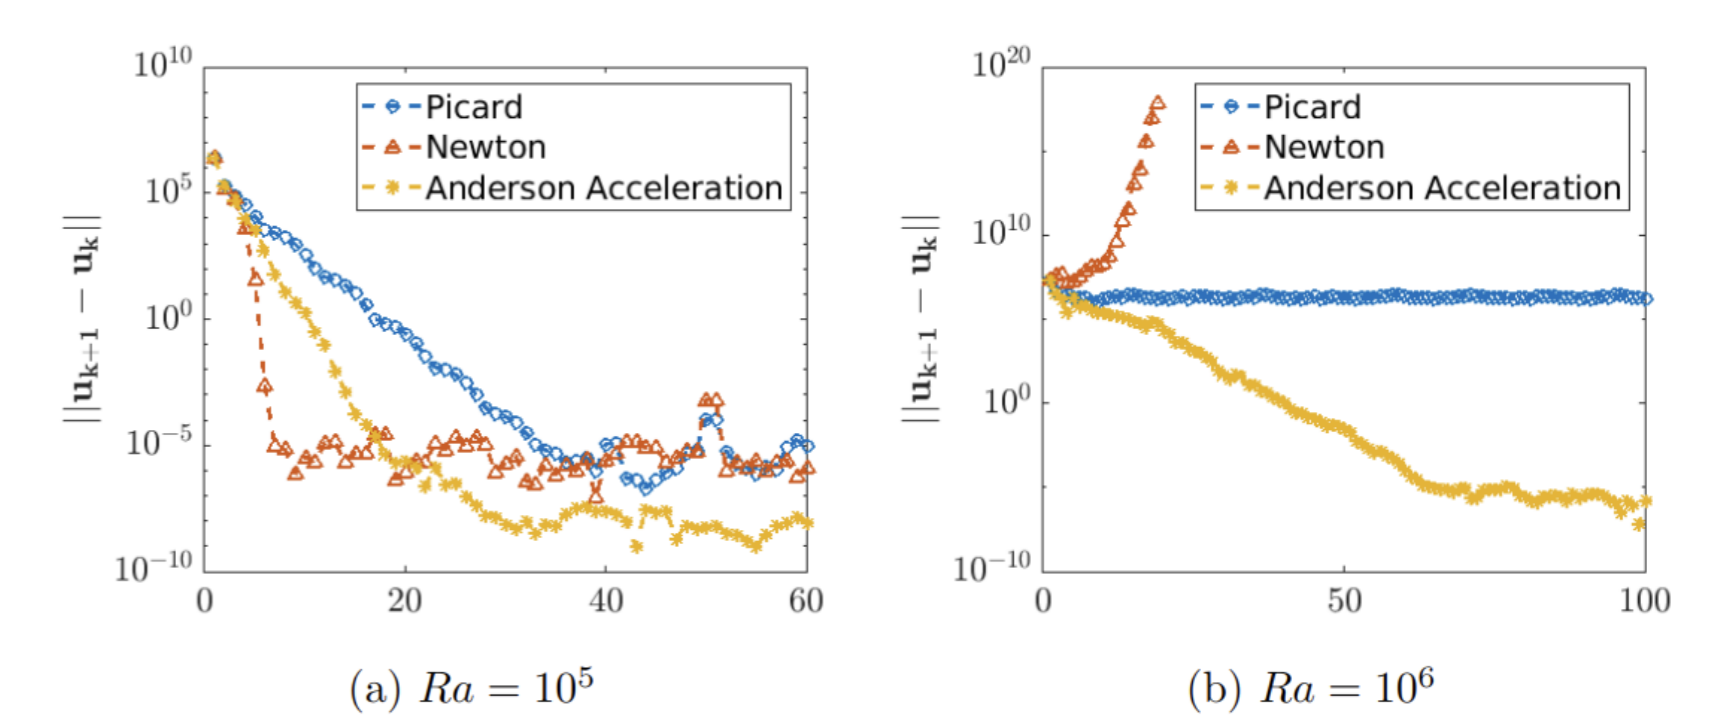 10^10
10^5
10^0
10^−5
10^−10
||u_{k+1} − u_k||
Picard
Newton
Anderson Acceleration
0 20 40 60
(a) Ra = 10^5
10^20
10^10
10^0
10^−10
||u_{k+1} − u_k||
Picard
Newton
Anderson Acceleration
0 50 100
(b) Ra = 10^6